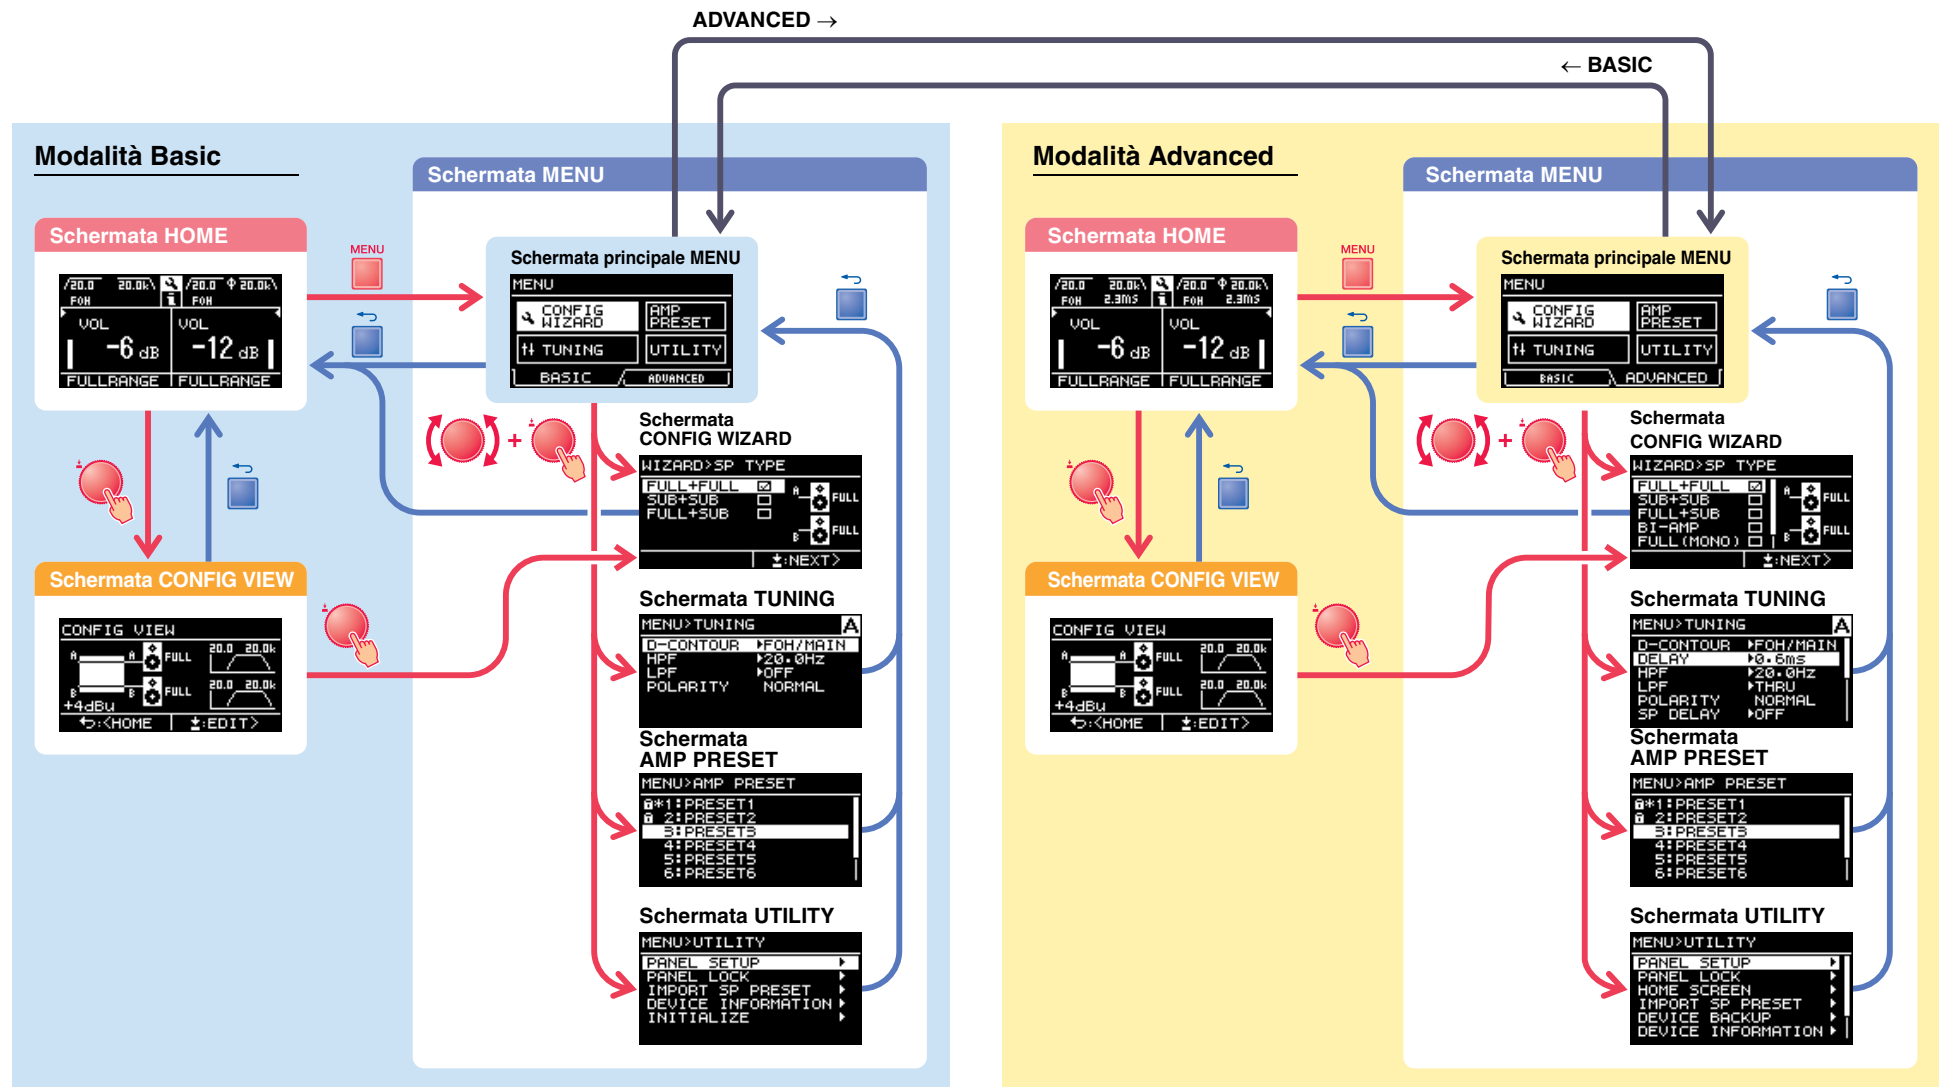 ADVANCED →
← BASIC
Modalità Basic
Schermata MENU
Schermata HOME
/20.0 20.0k\ /20.0 Φ 20.0k\
FOH i FOH
VOL VOL
-6 dB -12 dB
FULLRANGE FULLRANGE
MENU
Schermata principale MENU
MENU
CONFIG WIZARD
AMP PRESET
TUNING
UTILITY
BASIC ADVANCED
+
Schermata
CONFIG WIZARD
WIZARD>SP TYPE
FULL+FULL
SUB+SUB
FULL+SUB
A FULL
B FULL
:NEXT>
Schermata CONFIG VIEW
CONFIG VIEW
A A FULL 20.0 20.0k
B B FULL 20.0 20.0k
+4dBu
:<HOME :EDIT>
Schermata TUNING
MENU>TUNING A
D-CONTOUR FOH/MAIN
HPF 20.0Hz
LPF OFF
POLARITY NORMAL
Schermata
AMP PRESET
MENU>AMP PRESET
*1:PRESET1
2:PRESET2
3:PRESET3
4:PRESET4
5:PRESET5
6:PRESET6
Schermata UTILITY
MENU>UTILITY
PANEL SETUP
PANEL LOCK
IMPORT SP PRESET
DEVICE INFORMATION
INITIALIZE
Modalità Advanced
Schermata MENU
Schermata HOME
/20.0 20.0k\ /20.0 Φ 20.0k\
FOH 2.3ms i FOH 2.3ms
VOL VOL
-6 dB -12 dB
FULLRANGE FULLRANGE
MENU
Schermata principale MENU
MENU
CONFIG WIZARD
AMP PRESET
TUNING
UTILITY
BASIC ADVANCED
+
Schermata
CONFIG WIZARD
WIZARD>SP TYPE
FULL+FULL
SUB+SUB
FULL+SUB
BI-AMP
FULL(MONO)
A FULL
B FULL
:NEXT>
Schermata CONFIG VIEW
CONFIG VIEW
A A FULL 20.0 20.0k
B B FULL 20.0 20.0k
+4dBu
:<HOME :EDIT>
Schermata TUNING
MENU>TUNING A
D-CONTOUR FOH/MAIN
DELAY 0.6ms
HPF 20.0Hz
LPF THRU
POLARITY NORMAL
SP DELAY OFF
Schermata
AMP PRESET
MENU>AMP PRESET
*1:PRESET1
2:PRESET2
3:PRESET3
4:PRESET4
5:PRESET5
6:PRESET6
Schermata UTILITY
MENU>UTILITY
PANEL SETUP
PANEL LOCK
HOME SCREEN
IMPORT SP PRESET
DEVICE BACKUP
DEVICE INFORMATION